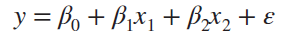 y = β₀ + β₁x₁ + β₂x₂ + ε